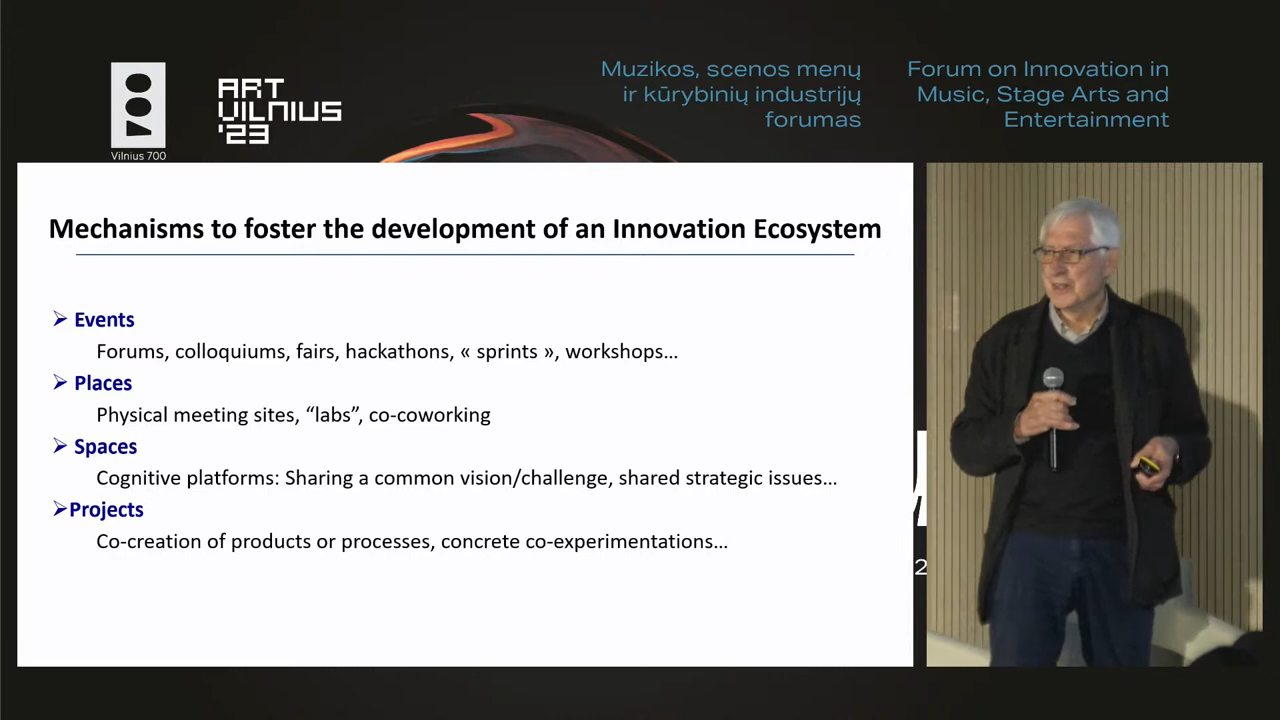 Vilnius 700
ART
VILNIUS
'23
Muzikos, scenos menų
ir kūrybinių industrijų
forumas
Forum on Innovation in
Music, Stage Arts and
Entertainment
Mechanisms to foster the development of an Innovation Ecosystem
Events
Forums, colloquiums, fairs, hackathons, « sprints », workshops…
Places
Physical meeting sites, “labs”, co-coworking
Spaces
Cognitive platforms: Sharing a common vision/challenge, shared strategic issues…
Projects
Co-creation of products or processes, concrete co-experimentations…
2